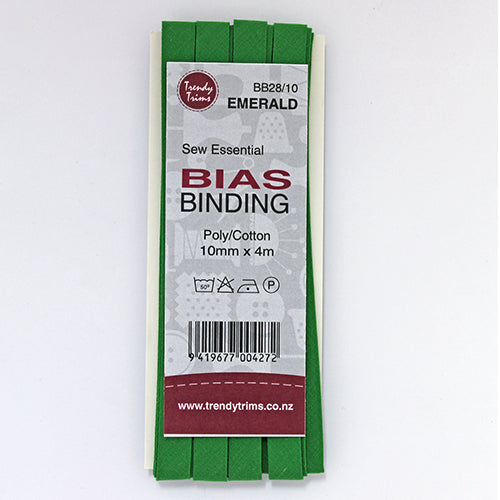 Trendy
Trims
BB28/10
EMERALD
Sew Essential
BIAS
BINDING
Poly/Cotton
10mm x 4m
50°
P
9 419677 004272
www.trendytrims.co.nz